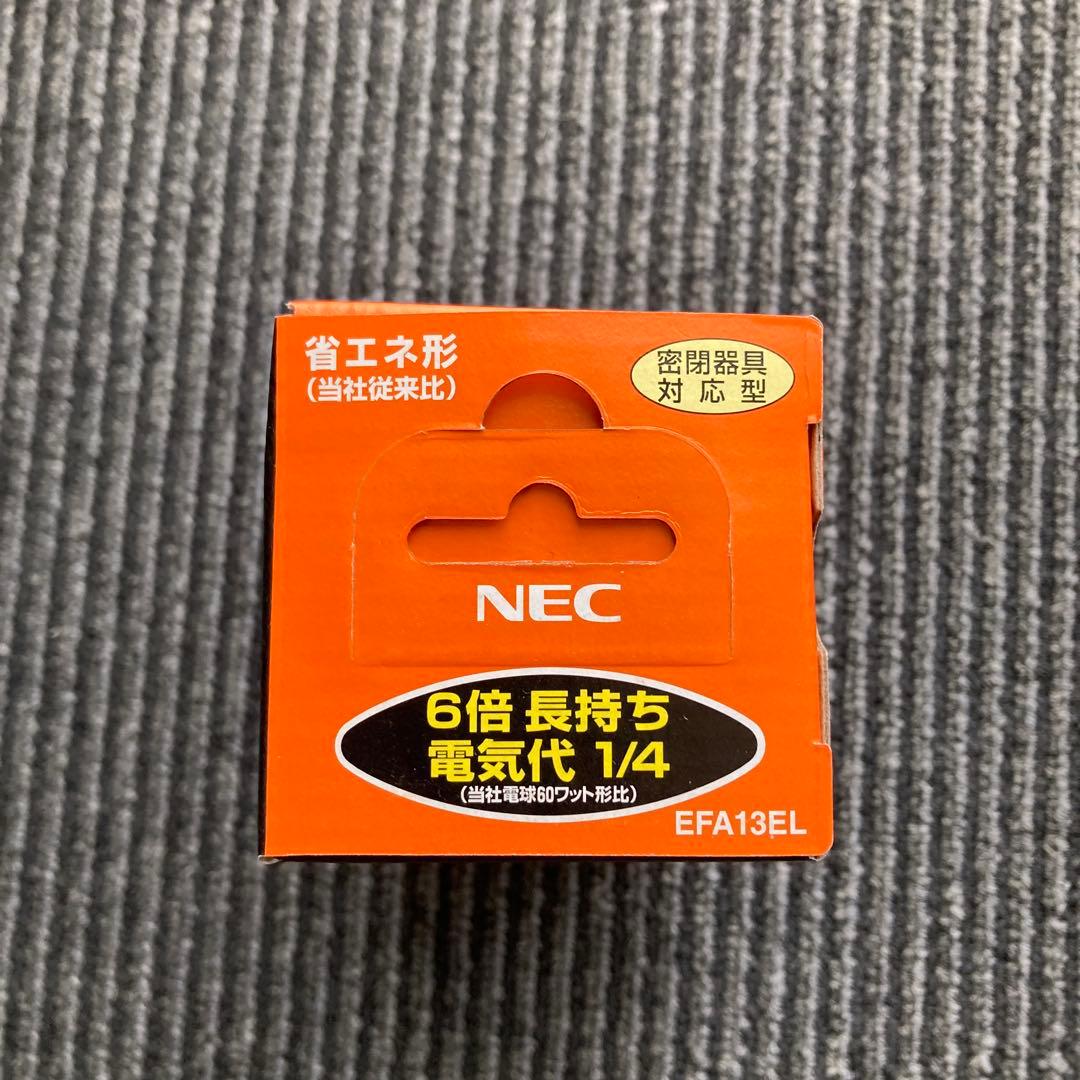 省エネ形
(当社従来比)
密閉器具
対応型
NEC
6倍 長持ち
電気代 1/4
(当社電球60ワット形比)
EFA13EL